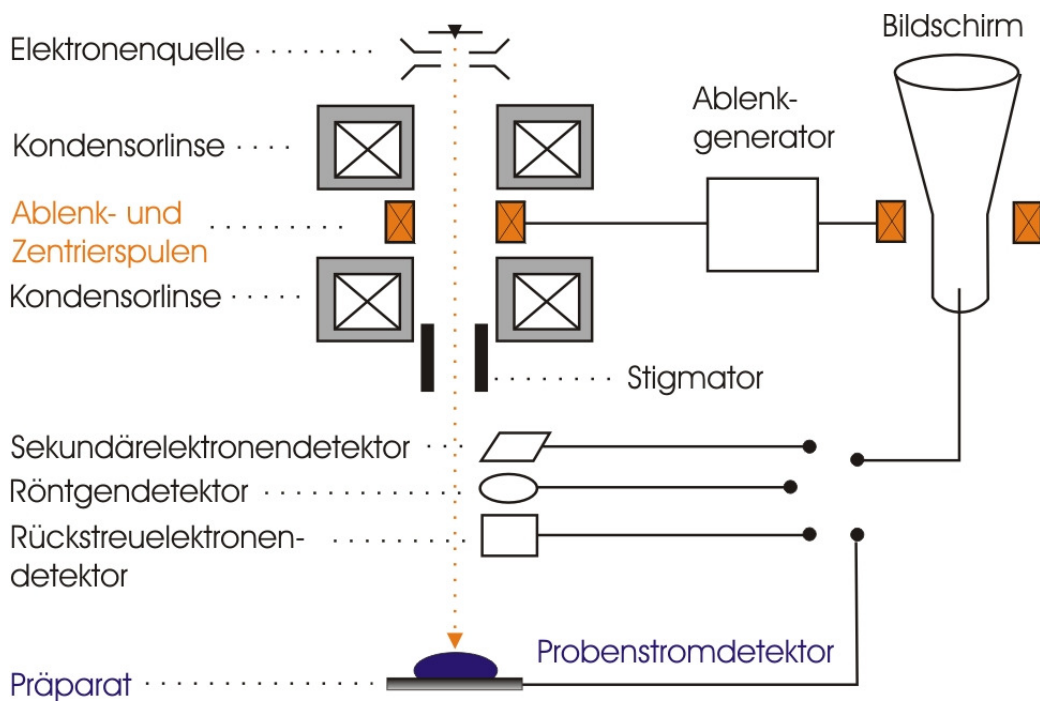 Elektronenquelle
Kondensorlinse
Ablenk- und
Zentrierspulen
Kondensorlinse
Ablenk-
generator
Bildschirm
Stigmator
Sekundärelektronendetektor
Röntgendetektor
Rückstreuelektronen-
detektor
Probenstromdetektor
Präparat